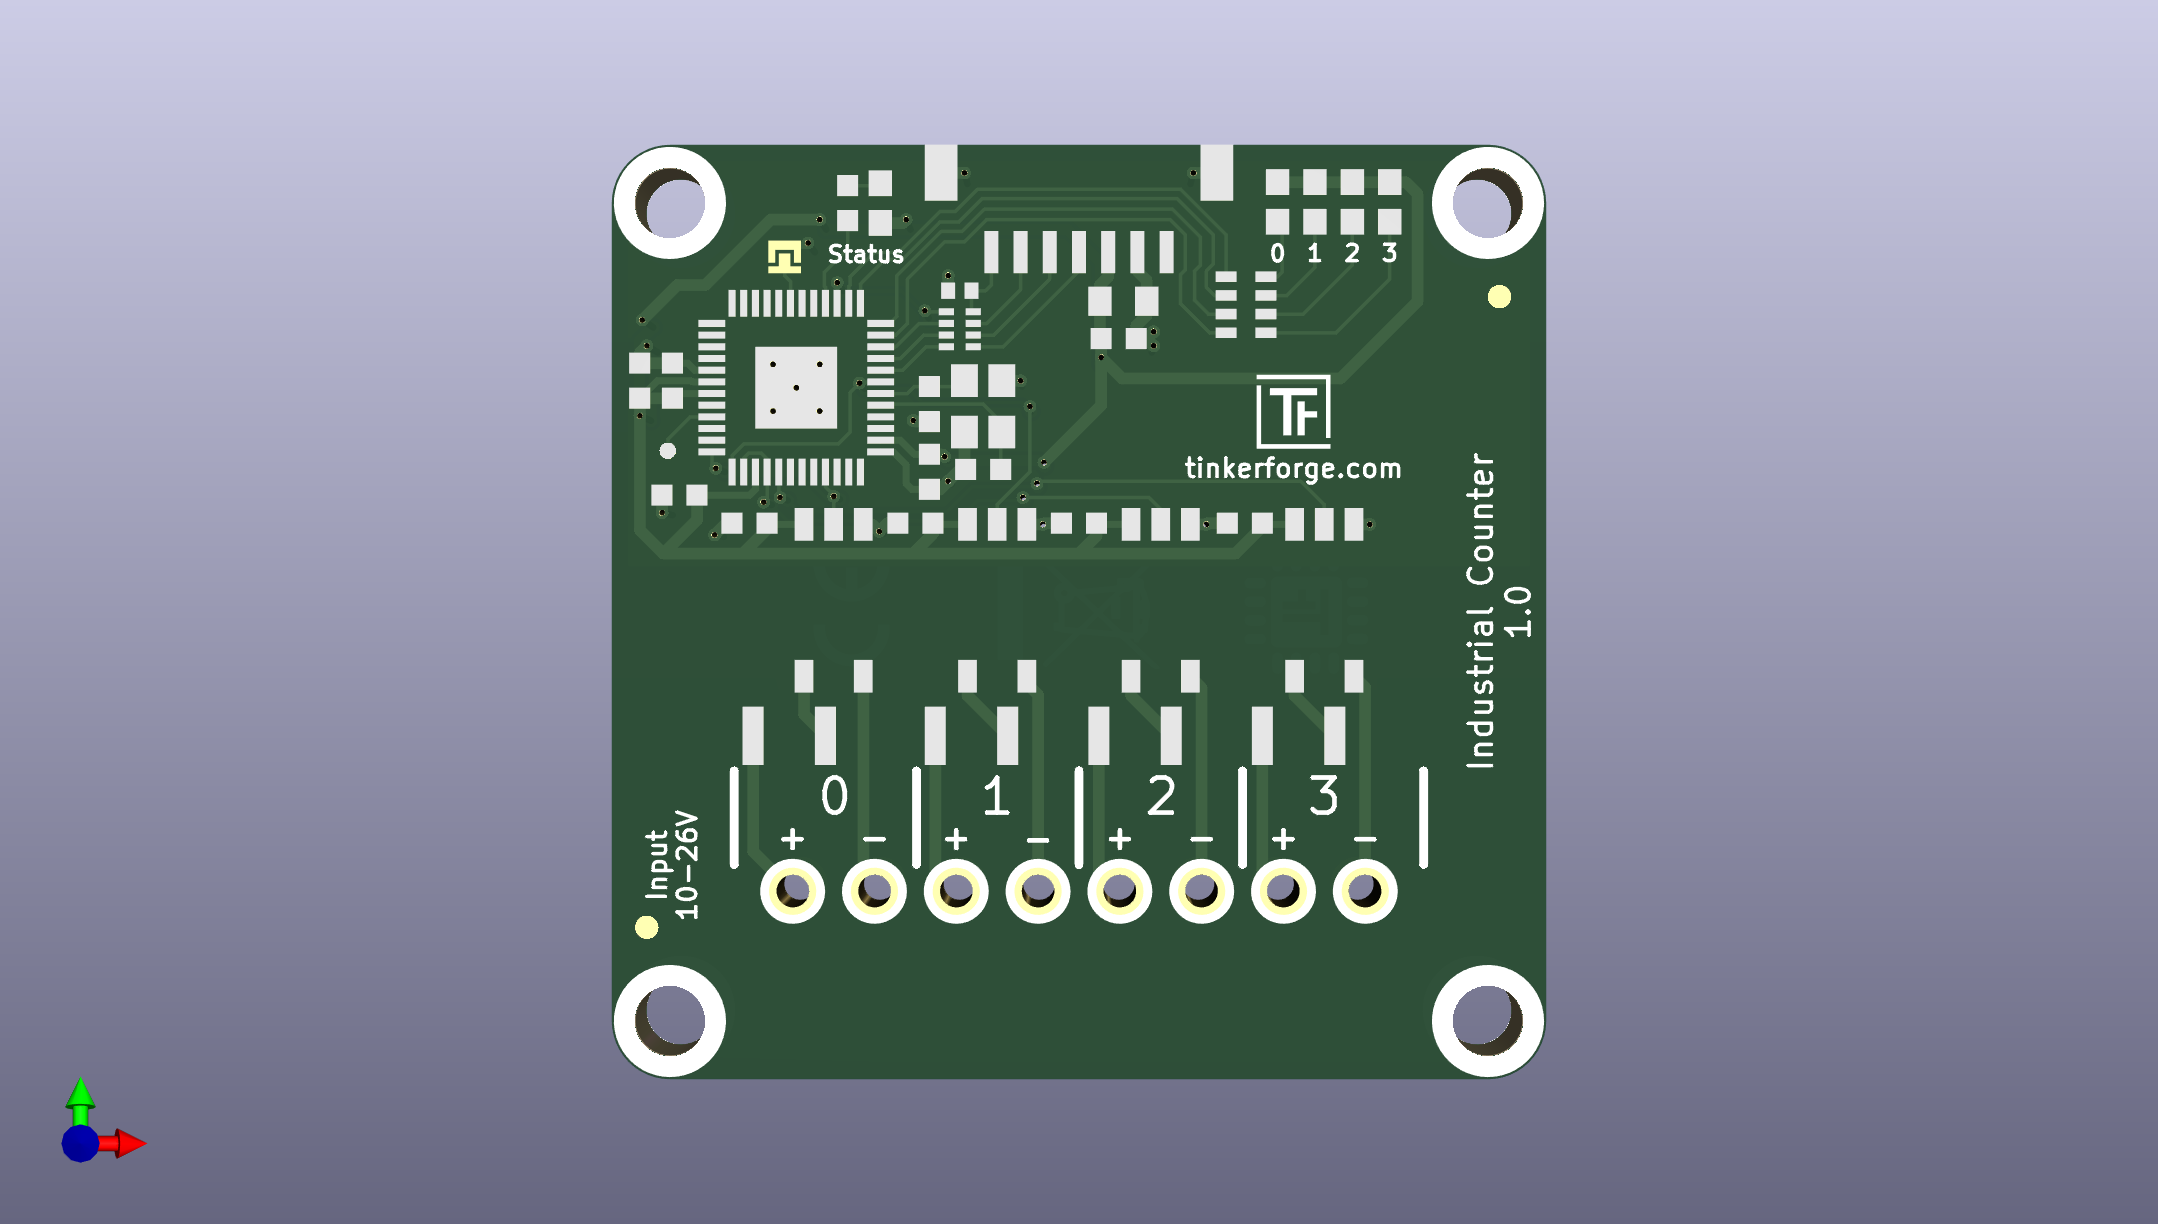 Status
0 1 2 3
TF
tinkerforge.com
Industrial Counter
1.0
0 1 2 3
+ − + − + − + −
Input
10-26V